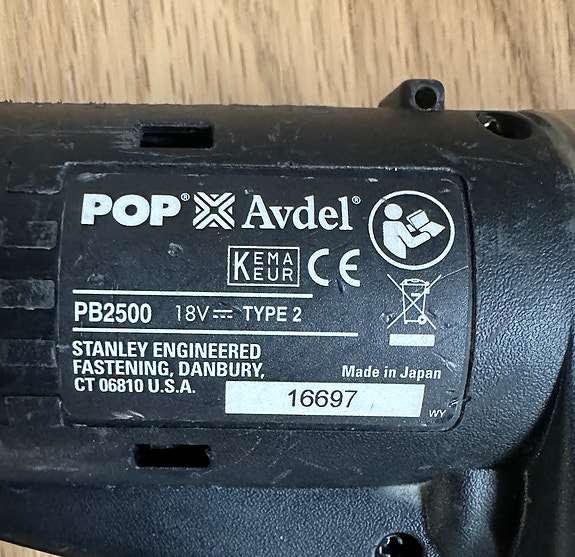 POP® Avdel®
KEMA
KEUR CE
PB2500 18V TYPE 2
STANLEY ENGINEERED
FASTENING, DANBURY,
CT 06810 U.S.A.
Made in Japan
16697
WY